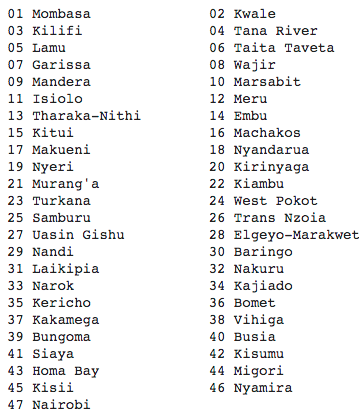 01 Mombasa 02 Kwale
03 Kilifi 04 Tana River
05 Lamu 06 Taita Taveta
07 Garissa 08 Wajir
09 Mandera 10 Marsabit
11 Isiolo 12 Meru
13 Tharaka-Nithi 14 Embu
15 Kitui 16 Machakos
17 Makueni 18 Nyandarua
19 Nyeri 20 Kirinyaga
21 Murang'a 22 Kiambu
23 Turkana 24 West Pokot
25 Samburu 26 Trans Nzoia
27 Uasin Gishu 28 Elgeyo-Marakwet
29 Nandi 30 Baringo
31 Laikipia 32 Nakuru
33 Narok 34 Kajiado
35 Kericho 36 Bomet
37 Kakamega 38 Vihiga
39 Bungoma 40 Busia
41 Siaya 42 Kisumu
43 Homa Bay 44 Migori
45 Kisii 46 Nyamira
47 Nairobi